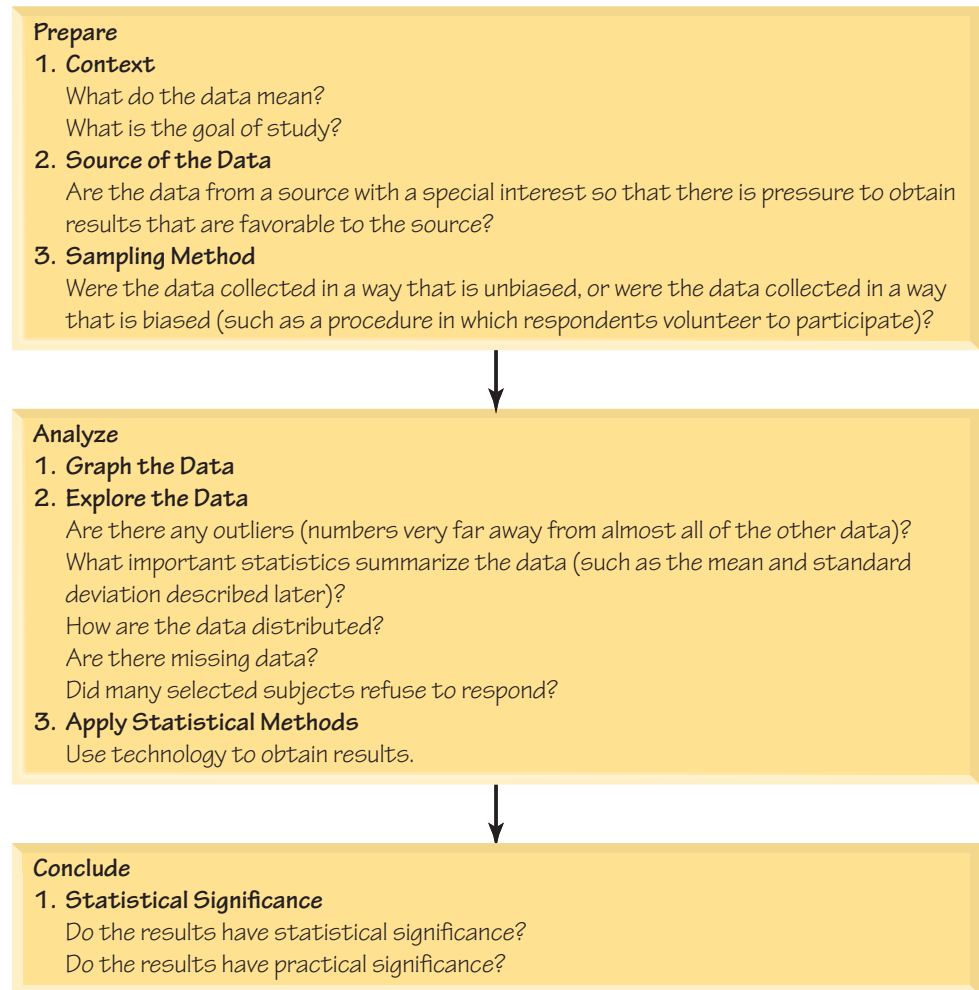 Prepare
1. Context
What do the data mean?
What is the goal of study?
2. Source of the Data
Are the data from a source with a special interest so that there is pressure to obtain
results that are favorable to the source?
3. Sampling Method
Were the data collected in a way that is unbiased, or were the data collected in a way
that is biased (such as a procedure in which respondents volunteer to participate)?
Analyze
1. Graph the Data
2. Explore the Data
Are there any outliers (numbers very far away from almost all of the other data)?
What important statistics summarize the data (such as the mean and standard
deviation described later)?
How are the data distributed?
Are there missing data?
Did many selected subjects refuse to respond?
3. Apply Statistical Methods
Use technology to obtain results.
Conclude
1. Statistical Significance
Do the results have statistical significance?
Do the results have practical significance?